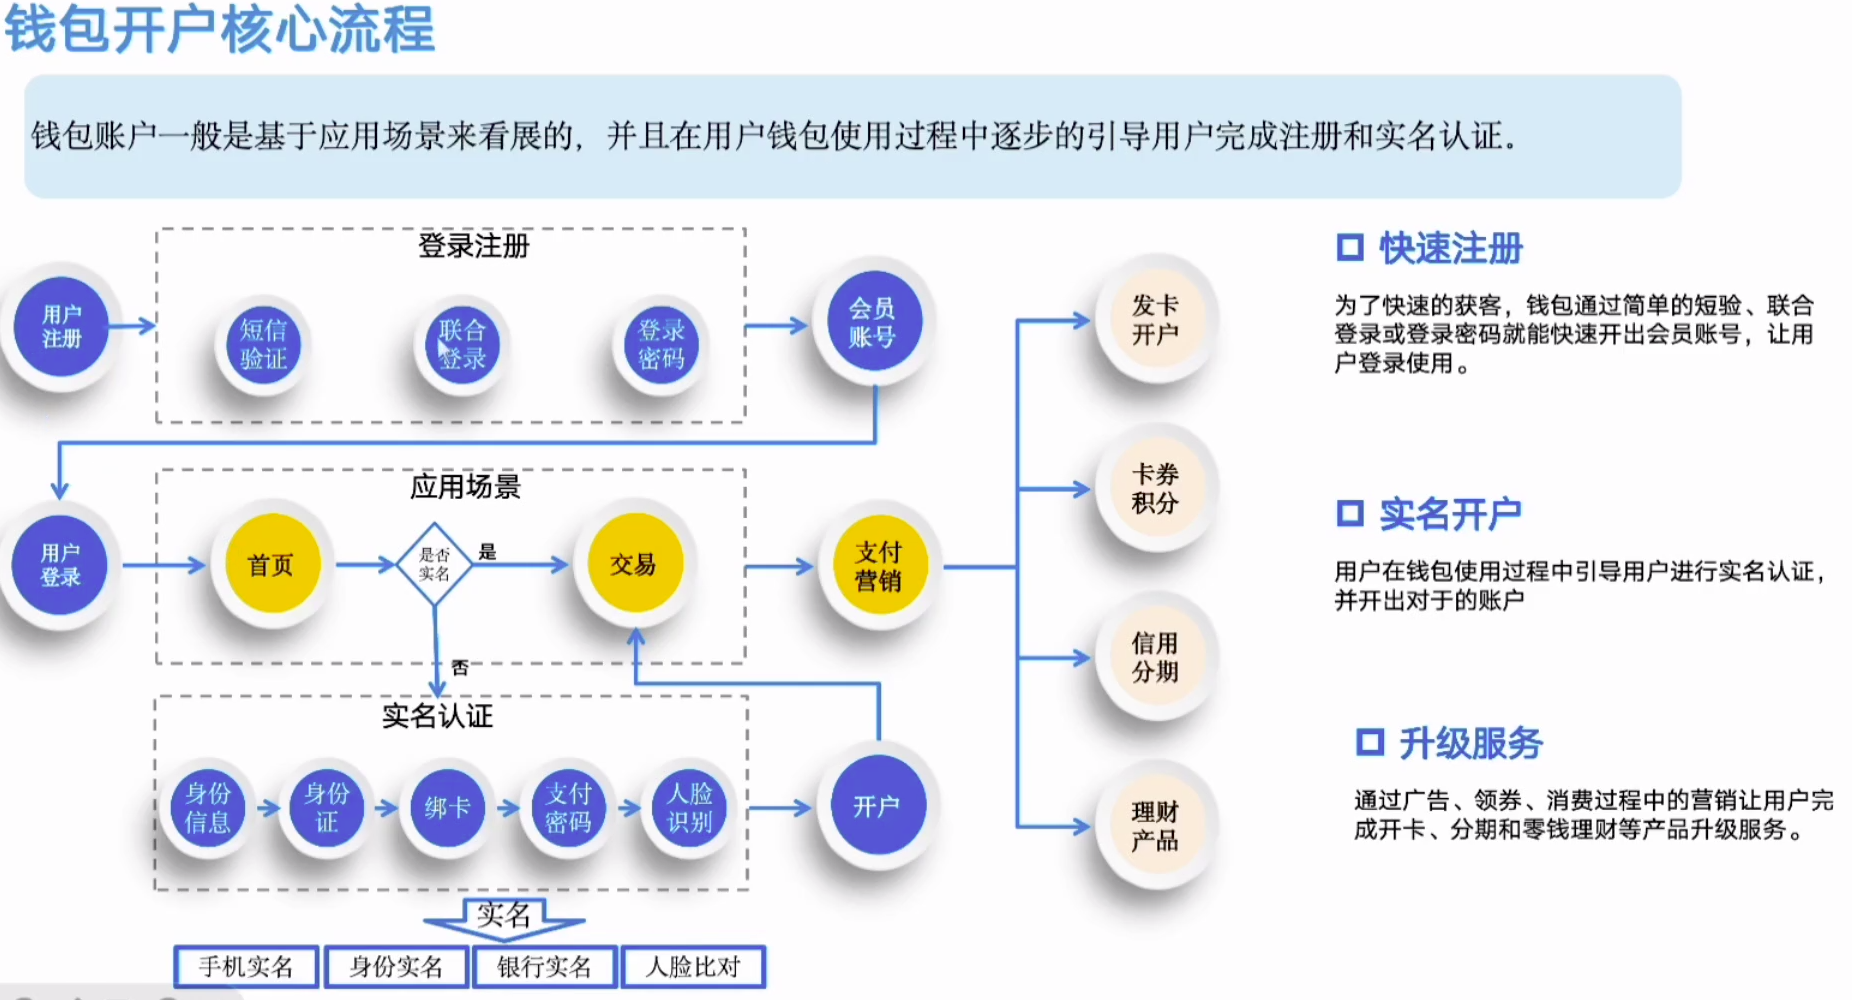 钱包开户核心流程
钱包账户一般是基于应用场景来看展的，并且在用户钱包使用过程中逐步的引导用户完成注册和实名认证。
登录注册
用户
注册
短信
验证
联合
登录
登录
密码
会员
账号
应用场景
用户
登录
首页
是否
实名
是
否
交易
支付
营销
实名认证
身份
信息
身份
证
绑卡
支付
密码
人脸
识别
开户
实名
手机实名
身份实名
银行实名
人脸比对
发卡
开户
卡券
积分
信用
分期
理财
产品
快速注册
为了快速的获客，钱包通过简单的短验、联合
登录或登录密码就能快速开出会员账号，让用
户登录使用。
实名开户
用户在钱包使用过程中引导用户进行实名认证，
并开出对于的账户
升级服务
通过广告、领券、消费过程中的营销让用户完
成开卡、分期和零钱理财等产品升级服务。